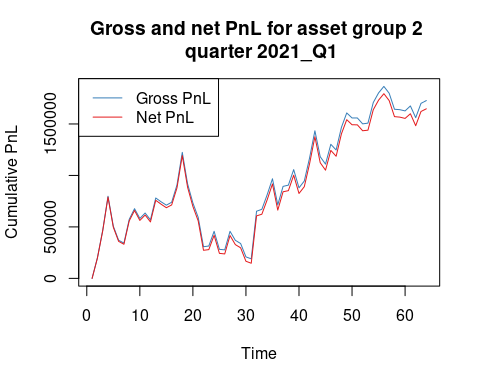 Gross and net PnL for asset group 2
quarter 2021_Q1
Gross PnL
Net PnL
Cumulative PnL
0
500000
1500000
0
10
20
30
40
50
60
Time